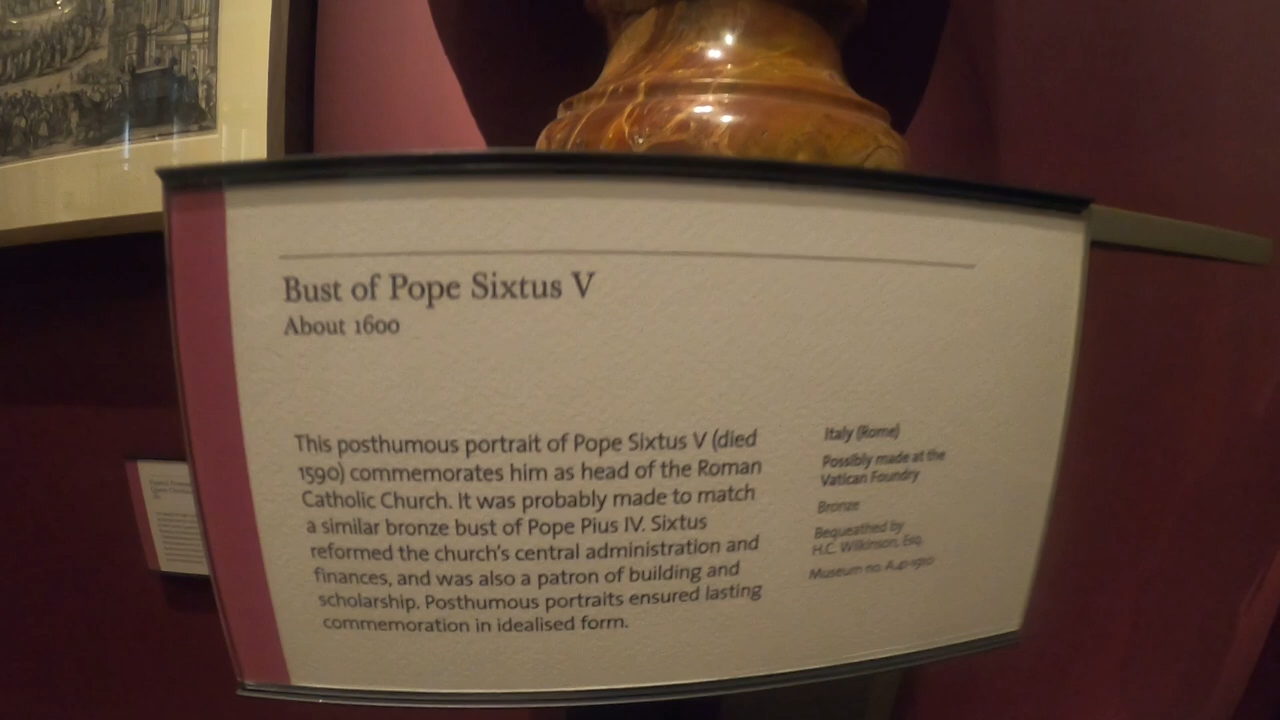 Bust of Pope Sixtus V
About 1600
This posthumous portrait of Pope Sixtus V (died
1590) commemorates him as head of the Roman
Catholic Church. It was probably made to match
a similar bronze bust of Pope Pius IV. Sixtus
reformed the church's central administration and
finances, and was also a patron of building and
scholarship. Posthumous portraits ensured lasting
commemoration in idealised form.
Italy (Rome)
Possibly made at the
Vatican Foundry
Bronze
Bequeathed by
H.C. Wilkinson, Esq.
Museum no.